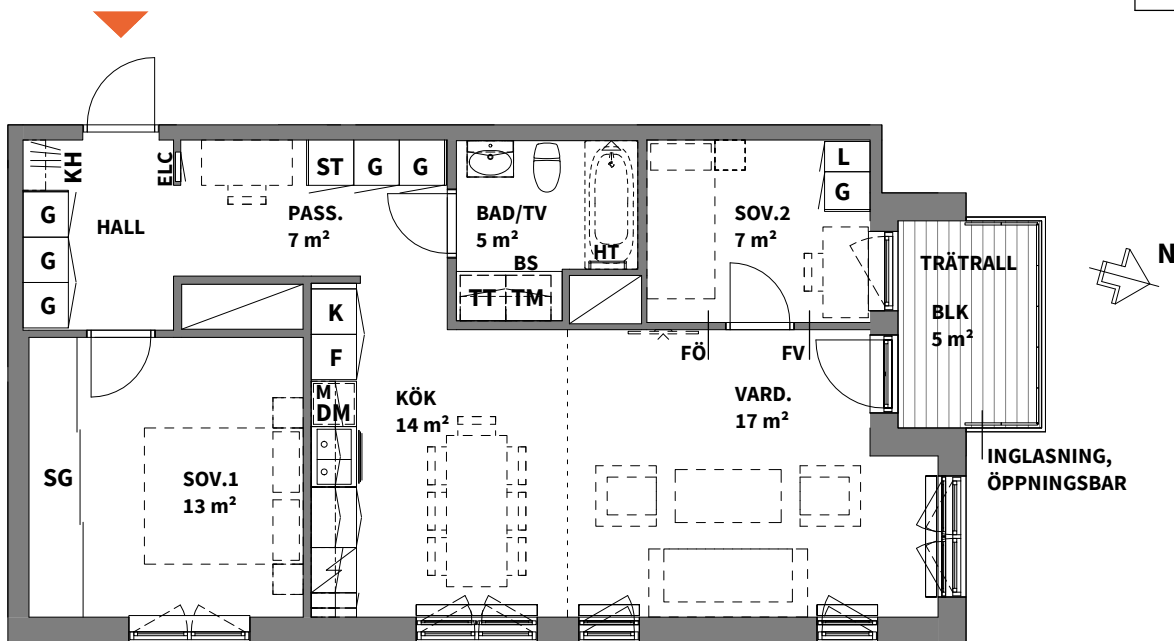 KH
ELC
ST
G
G
L
G
G
G
G
HALL
PASS.
7 m²
BAD/TV
5 m²
BS
HT
TT
TM
SOV.2
7 m²
TRÄTRALL
BLK
5 m²
N
K
F
M
DM
KÖK
14 m²
FÖ
FV
VARD.
17 m²
SG
SOV.1
13 m²
INGLASNING,
ÖPPNINGSBAR